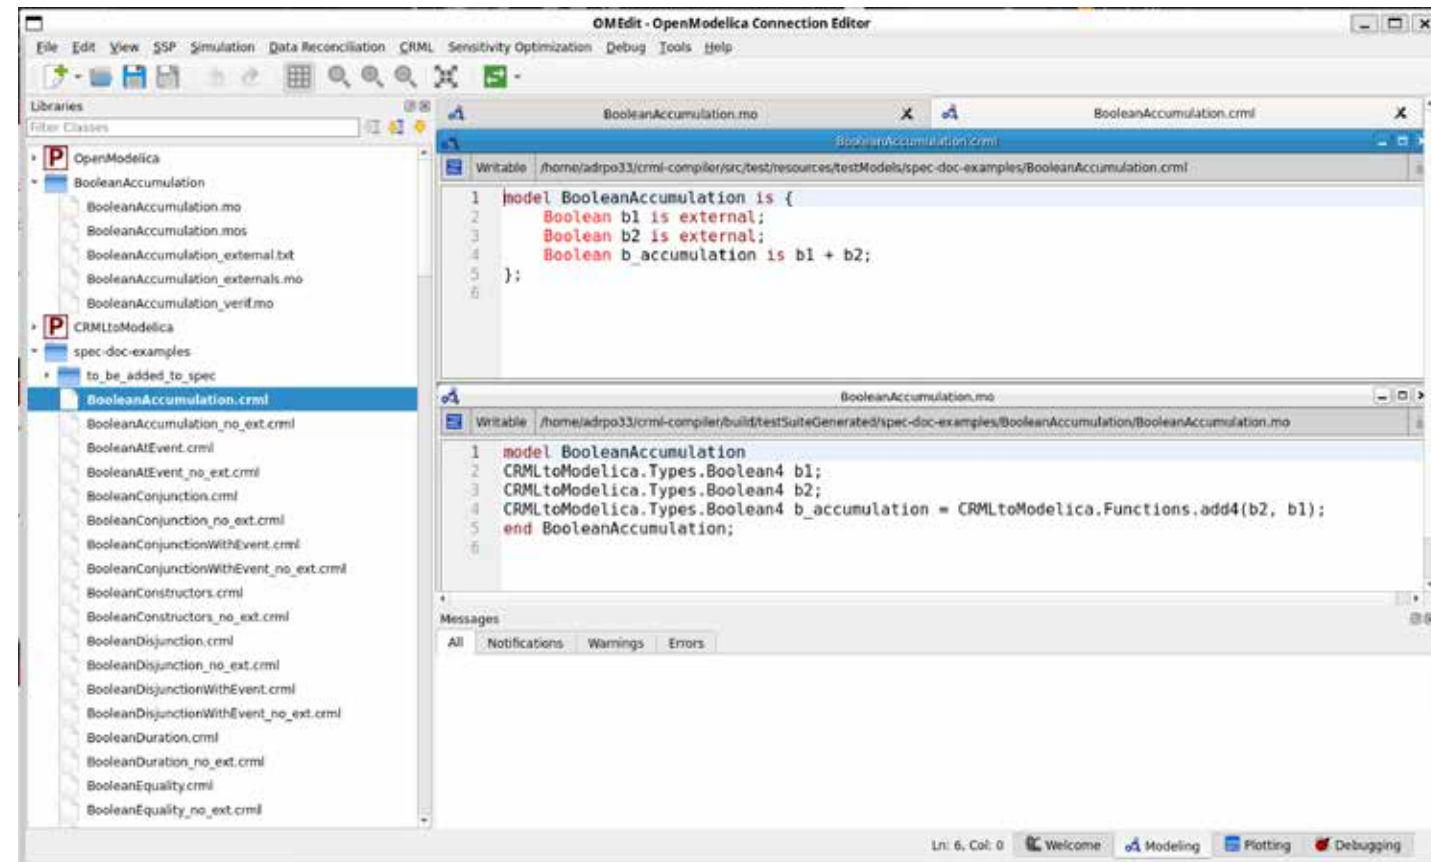 OMEdit - OpenModelica Connection Editor
File Edit View SSP Simulation Data Reconciliation CRML Sensitivity Optimization Debug Tools Help
Libraries
Filter Classes
OpenModelica
BooleanAccumulation
BooleanAccumulation.mo
BooleanAccumulation.mos
BooleanAccumulation_external.txt
BooleanAccumulation_externals.mo
BooleanAccumulation_verif.mo
P CRMLtoModelica
spec-doc-examples
to_be_added_to_spec
BooleanAccumulation.crml
BooleanAccumulation_no_ext.crml
BooleanAtEvent.crml
BooleanAtEvent_no_ext.crml
BooleanConjunction.crml
BooleanConjunction_no_ext.crml
BooleanConjunctionWithEvent.crml
BooleanConjunctionWithEvent_no_ext.crml
BooleanConstructors.crml
BooleanConstructors_no_ext.crml
BooleanDisjunction.crml
BooleanDisjunction_no_ext.crml
BooleanDisjunctionWithEvent.crml
BooleanDisjunctionWithEvent_no_ext.crml
BooleanDuration.crml
BooleanDuration_no_ext.crml
BooleanEquality.crml
BooleanEquality_no_ext.crml
BooleanAccumulation.mo X BooleanAccumulation.crml X
BooleanAccumulation.crml
Writable /home/adrpo33/crml-compiler/src/test/resources/testModels/spec-doc-examples/BooleanAccumulation.crml
1 model BooleanAccumulation is {
2 Boolean b1 is external;
3 Boolean b2 is external;
4 Boolean b_accumulation is b1 + b2;
5 };
6
BooleanAccumulation.mo
Writable /home/adrpo33/crml-compiler/build/testSuiteGenerated/spec-doc-examples/BooleanAccumulation/BooleanAccumulation.mo
1 model BooleanAccumulation
2 CRMLtoModelica.Types.Boolean4 b1;
3 CRMLtoModelica.Types.Boolean4 b2;
4 CRMLtoModelica.Types.Boolean4 b_accumulation = CRMLtoModelica.Functions.add4(b2, b1);
5 end BooleanAccumulation;
6
Messages
All Notifications Warnings Errors
Ln: 6, Col: 0 Welcome Modeling Plotting Debugging